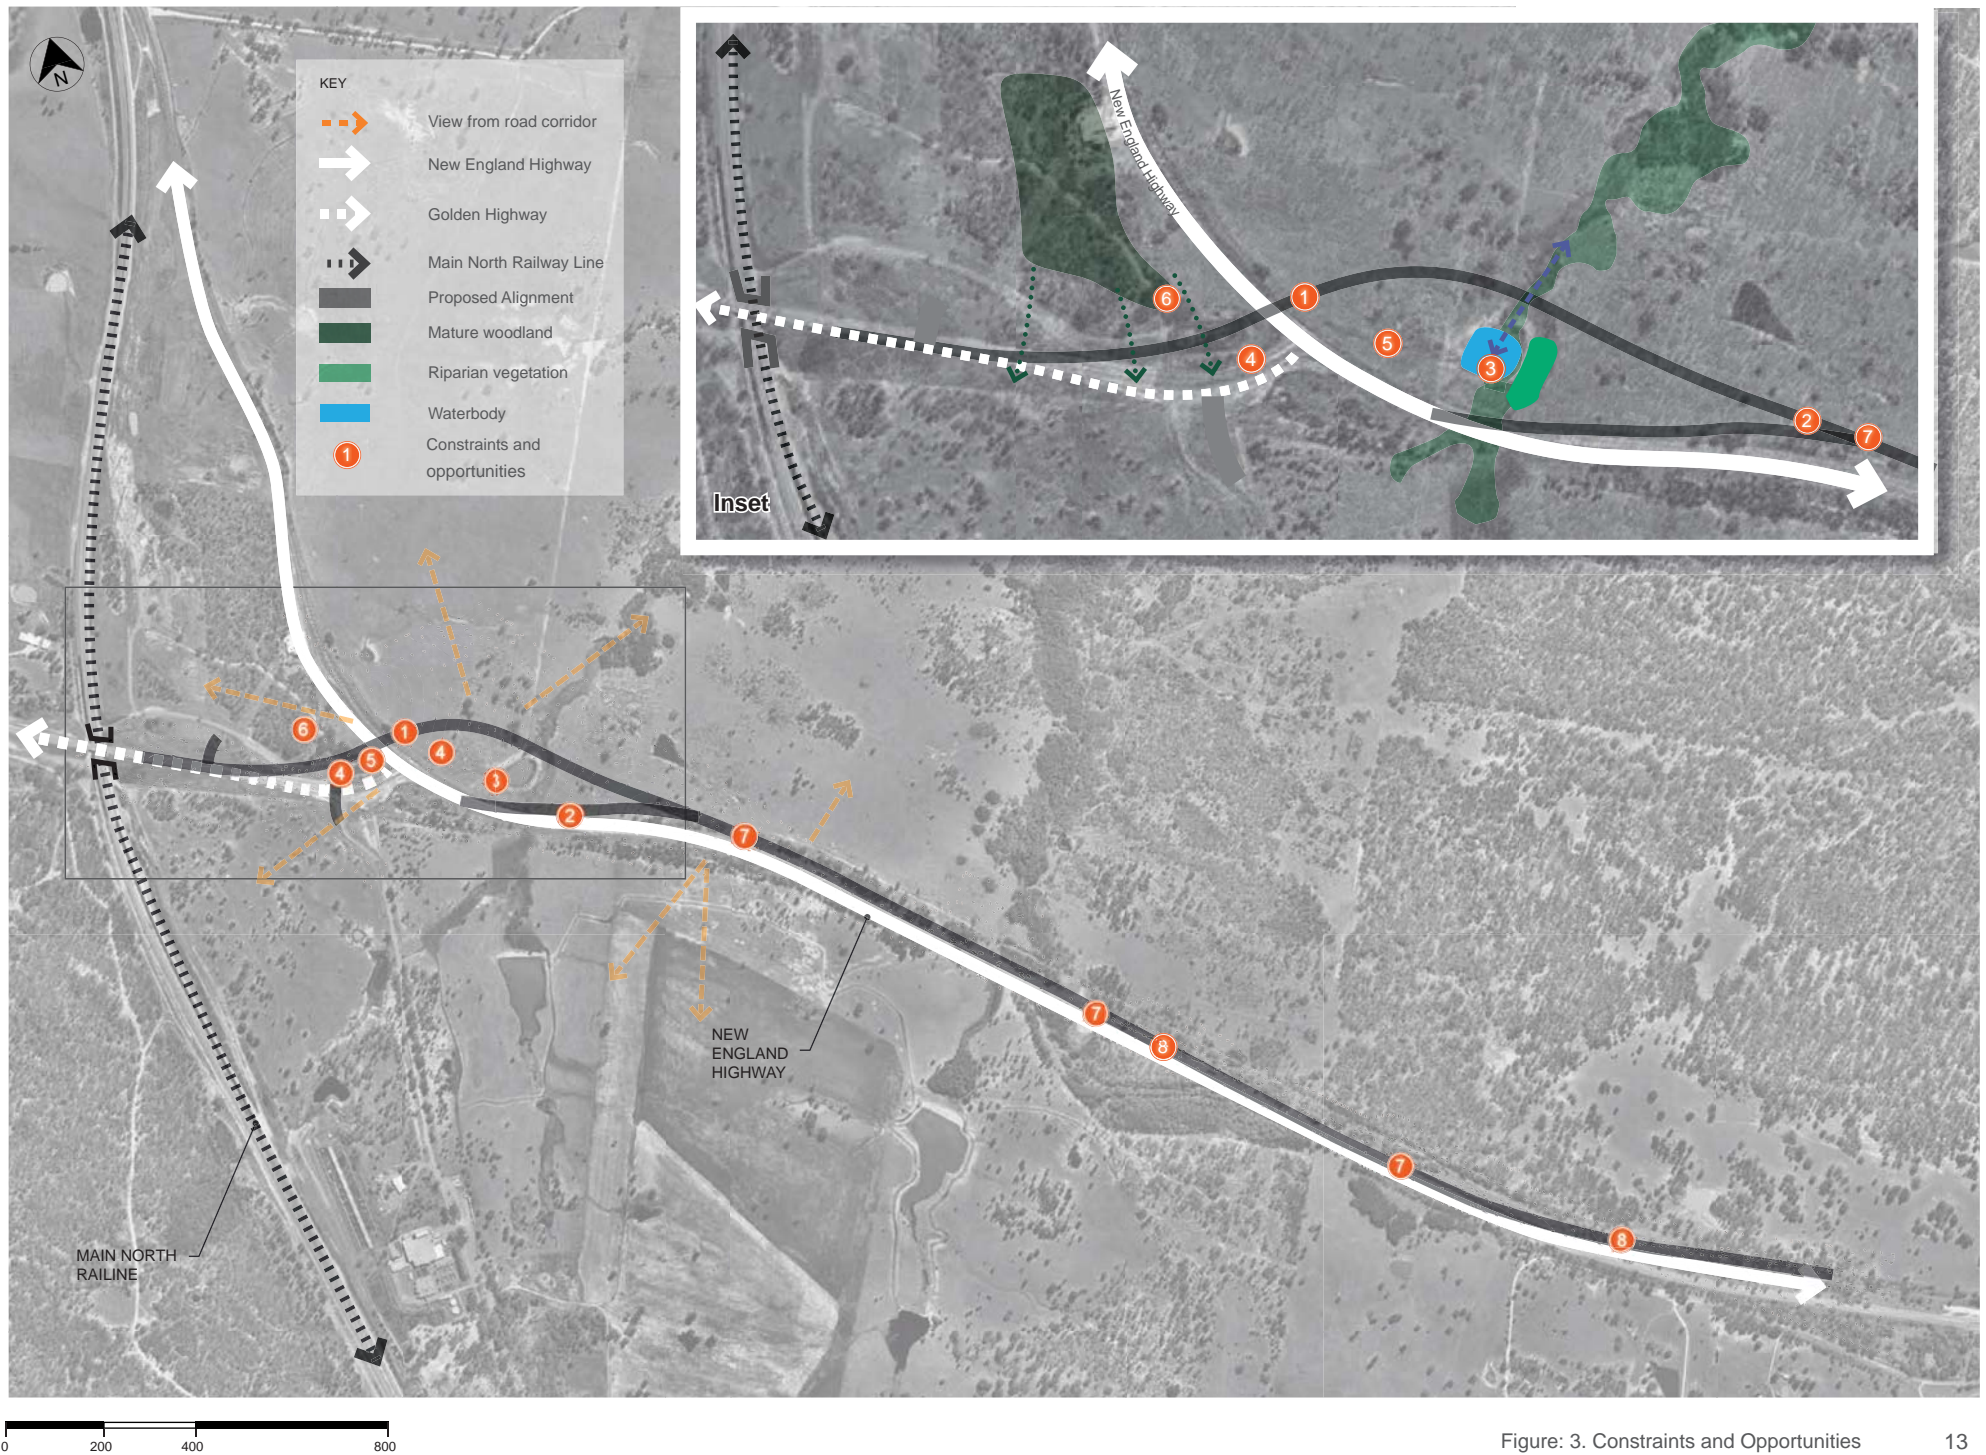 N
KEY
View from road corridor
New England Highway
Golden Highway
Main North Railway Line
Proposed Alignment
Mature woodland
Riparian vegetation
Waterbody
1
Constraints and
opportunities
New England Highway
6
1
4
5
3
2
7
Inset
6
1
5
4
4
3
2
7
7
8
7
8
NEW
ENGLAND
HIGHWAY
MAIN NORTH
RAILINE
0 200 400 800
Figure: 3. Constraints and Opportunities 13